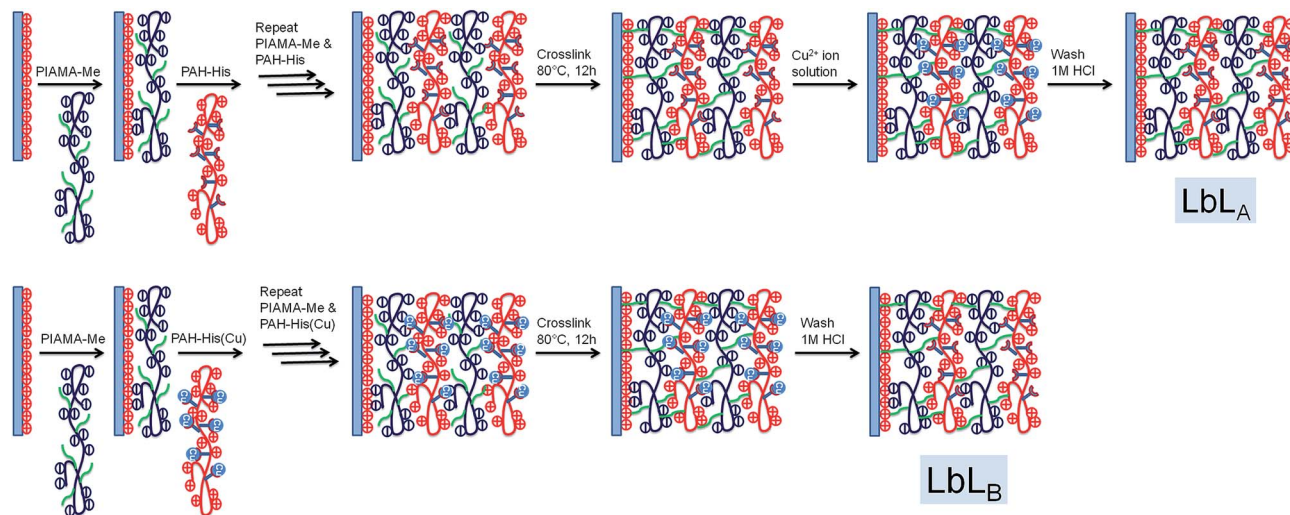 PIAMA-Me
PAH-His
Repeat
PIAMA-Me &
PAH-His
Crosslink
80°C, 12h
Cu²⁺ ion
solution
Wash
1M HCl
LbL_A
PIAMA-Me
PAH-His(Cu)
Repeat
PIAMA-Me &
PAH-His(Cu)
Crosslink
80°C, 12h
Wash
1M HCl
LbL_B